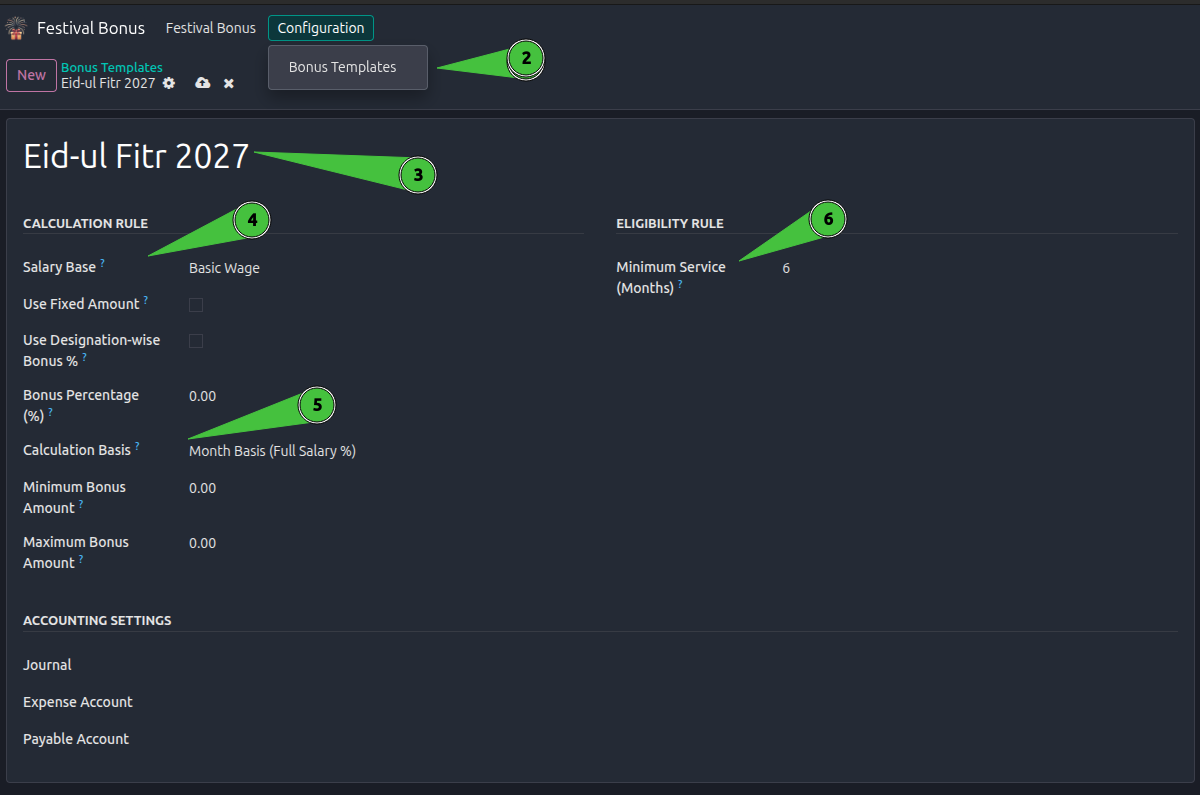 Festival Bonus Festival Bonus Configuration
New Bonus Templates
Eid-ul Fitr 2027
Bonus Templates 2
Eid-ul Fitr 2027 3
CALCULATION RULE 4
Salary Base ? Basic Wage
Use Fixed Amount ?
Use Designation-wise
Bonus % ?
Bonus Percentage 0.00
(%) ?
5
Calculation Basis ? Month Basis (Full Salary %)
Minimum Bonus 0.00
Amount ?
Maximum Bonus 0.00
Amount ?
ELIGIBILITY RULE 6
Minimum Service 6
(Months) ?
ACCOUNTING SETTINGS
Journal
Expense Account
Payable Account